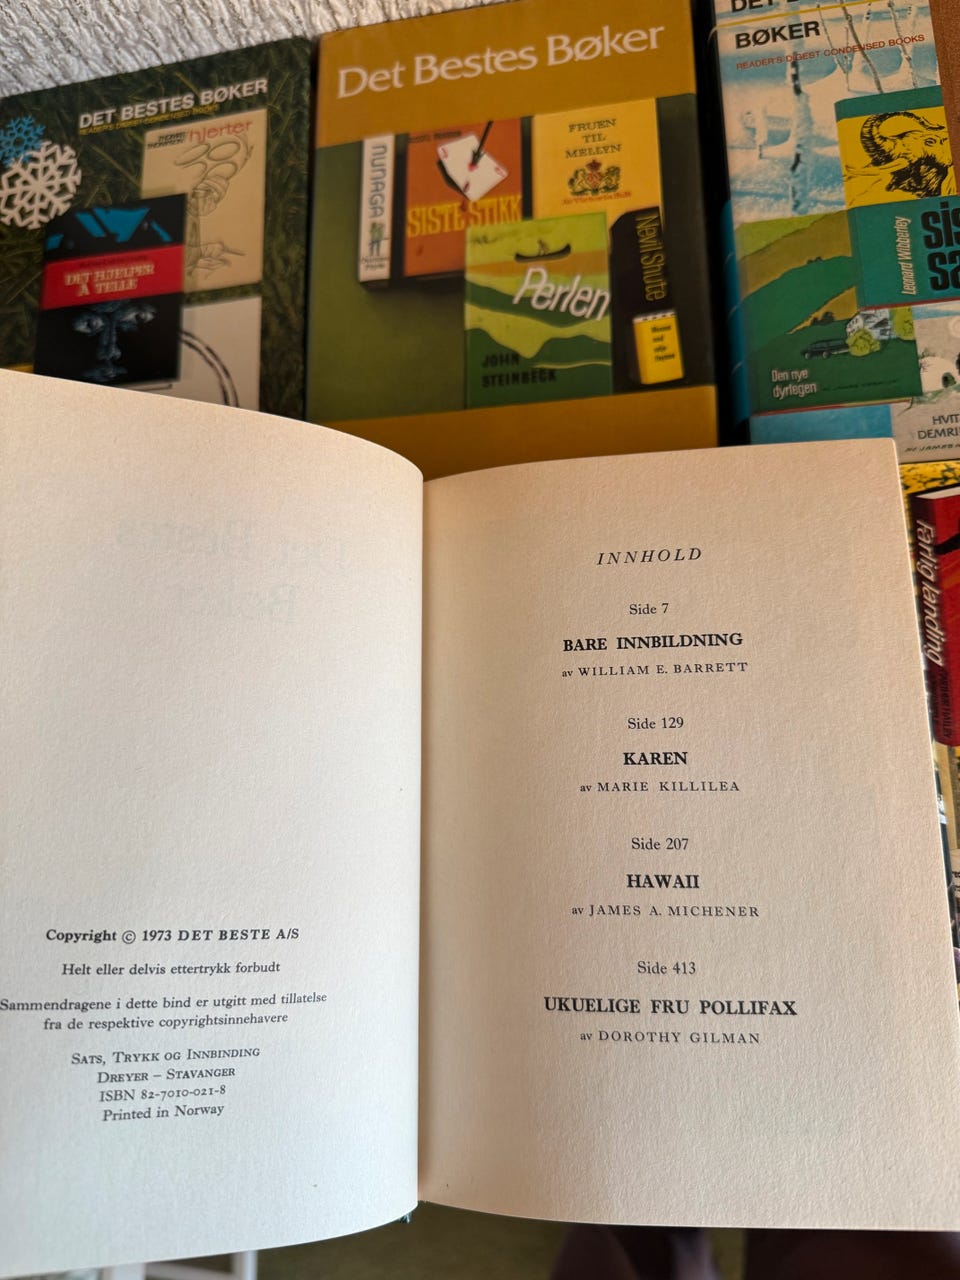 DET BESTES BØKER
READER'S DIGEST CONDENSED BOOKS
hjerter
DET HJELPER
Å TELLE
Det Bestes Bøker
NUNAGA
SISTE STIKK
FRUEN
TIL
MELLYN
Perlen
JOHN
STEINBECK
Nevil Shute
BØKER
READER'S DIGEST CONDENSED BOOKS
Leonard Wibberley
Den nye
dyrlegen
Farlig landing
INNHOLD
Side 7
BARE INNBILDNING
av WILLIAM E. BARRETT
Side 129
KAREN
av MARIE KILLILEA
Side 207
HAWAII
av JAMES A. MICHENER
Side 413
UKUELIGE FRU POLLIFAX
av DOROTHY GILMAN
Copyright © 1973 DET BESTE A/S
Helt eller delvis ettertrykk forbudt
Sammendragene i dette bind er utgitt med tillatelse
fra de respektive copyrightsinnehavere
SATS, TRYKK OG INNBINDING
DREYER – STAVANGER
ISBN 82-7010-021-8
Printed in Norway